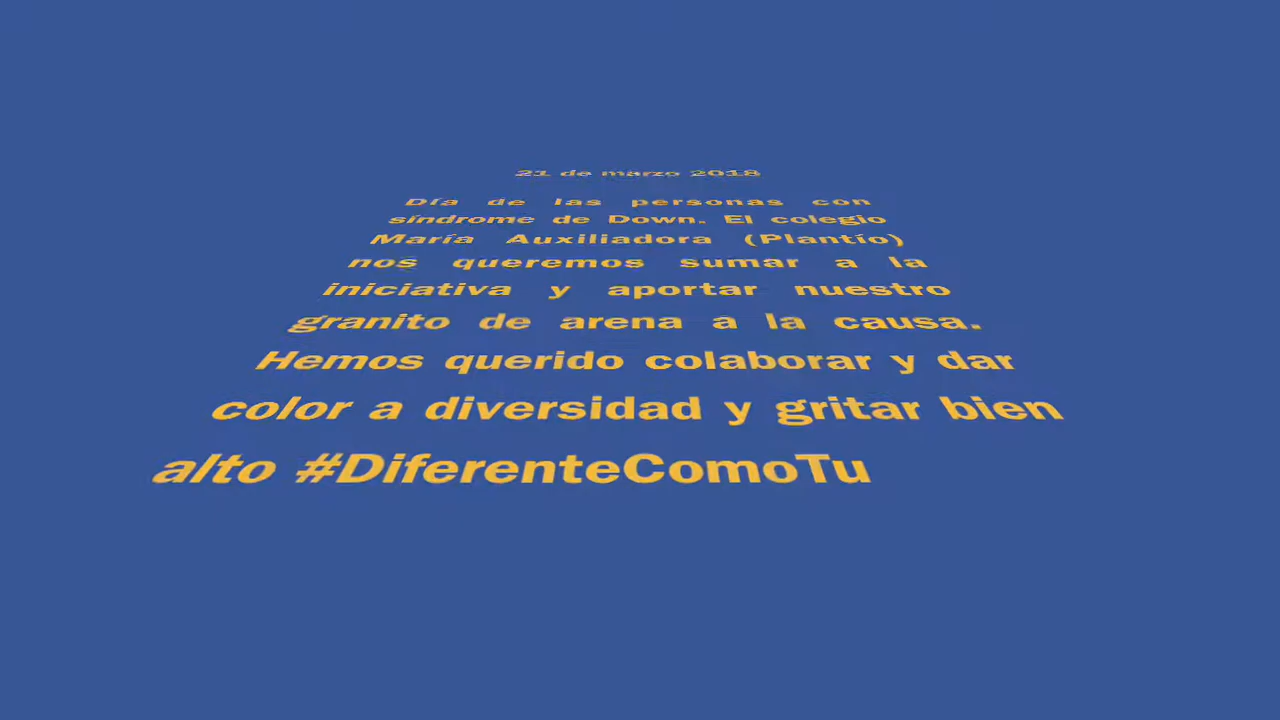 21 de marzo 2018
Día de las personas con
síndrome de Down. El colegio
María Auxiliadora (Plantío)
nos queremos sumar a la
iniciativa y aportar nuestro
granito de arena a la causa.
Hemos querido colaborar y dar
color a diversidad y gritar bien
alto #DiferenteComoTu